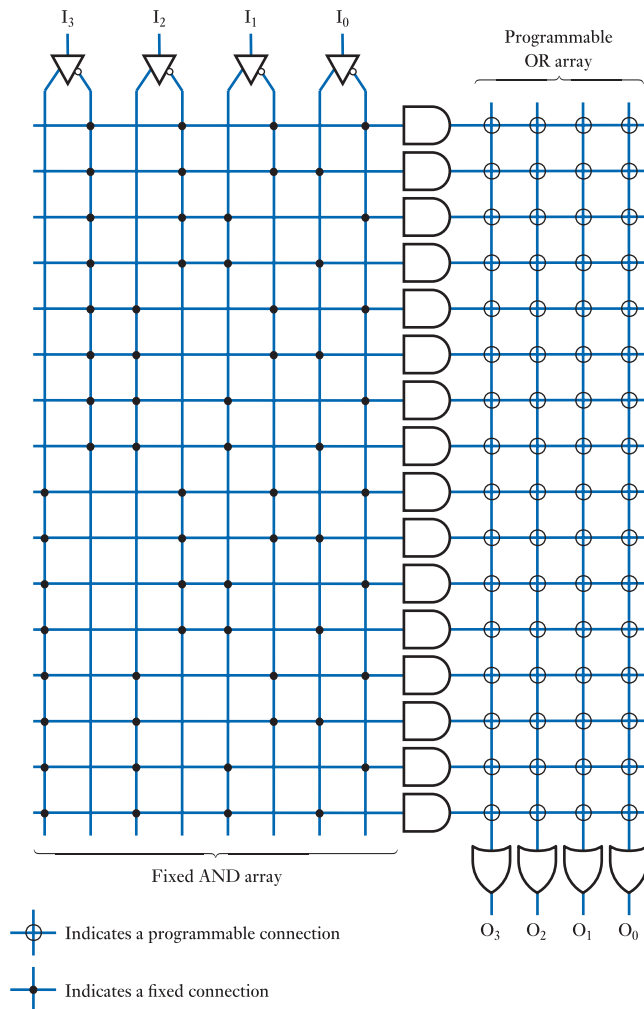 I₃ I₂ I₁ I₀
Programmable
OR array
Fixed AND array
O₃ O₂ O₁ O₀
Indicates a programmable connection
Indicates a fixed connection